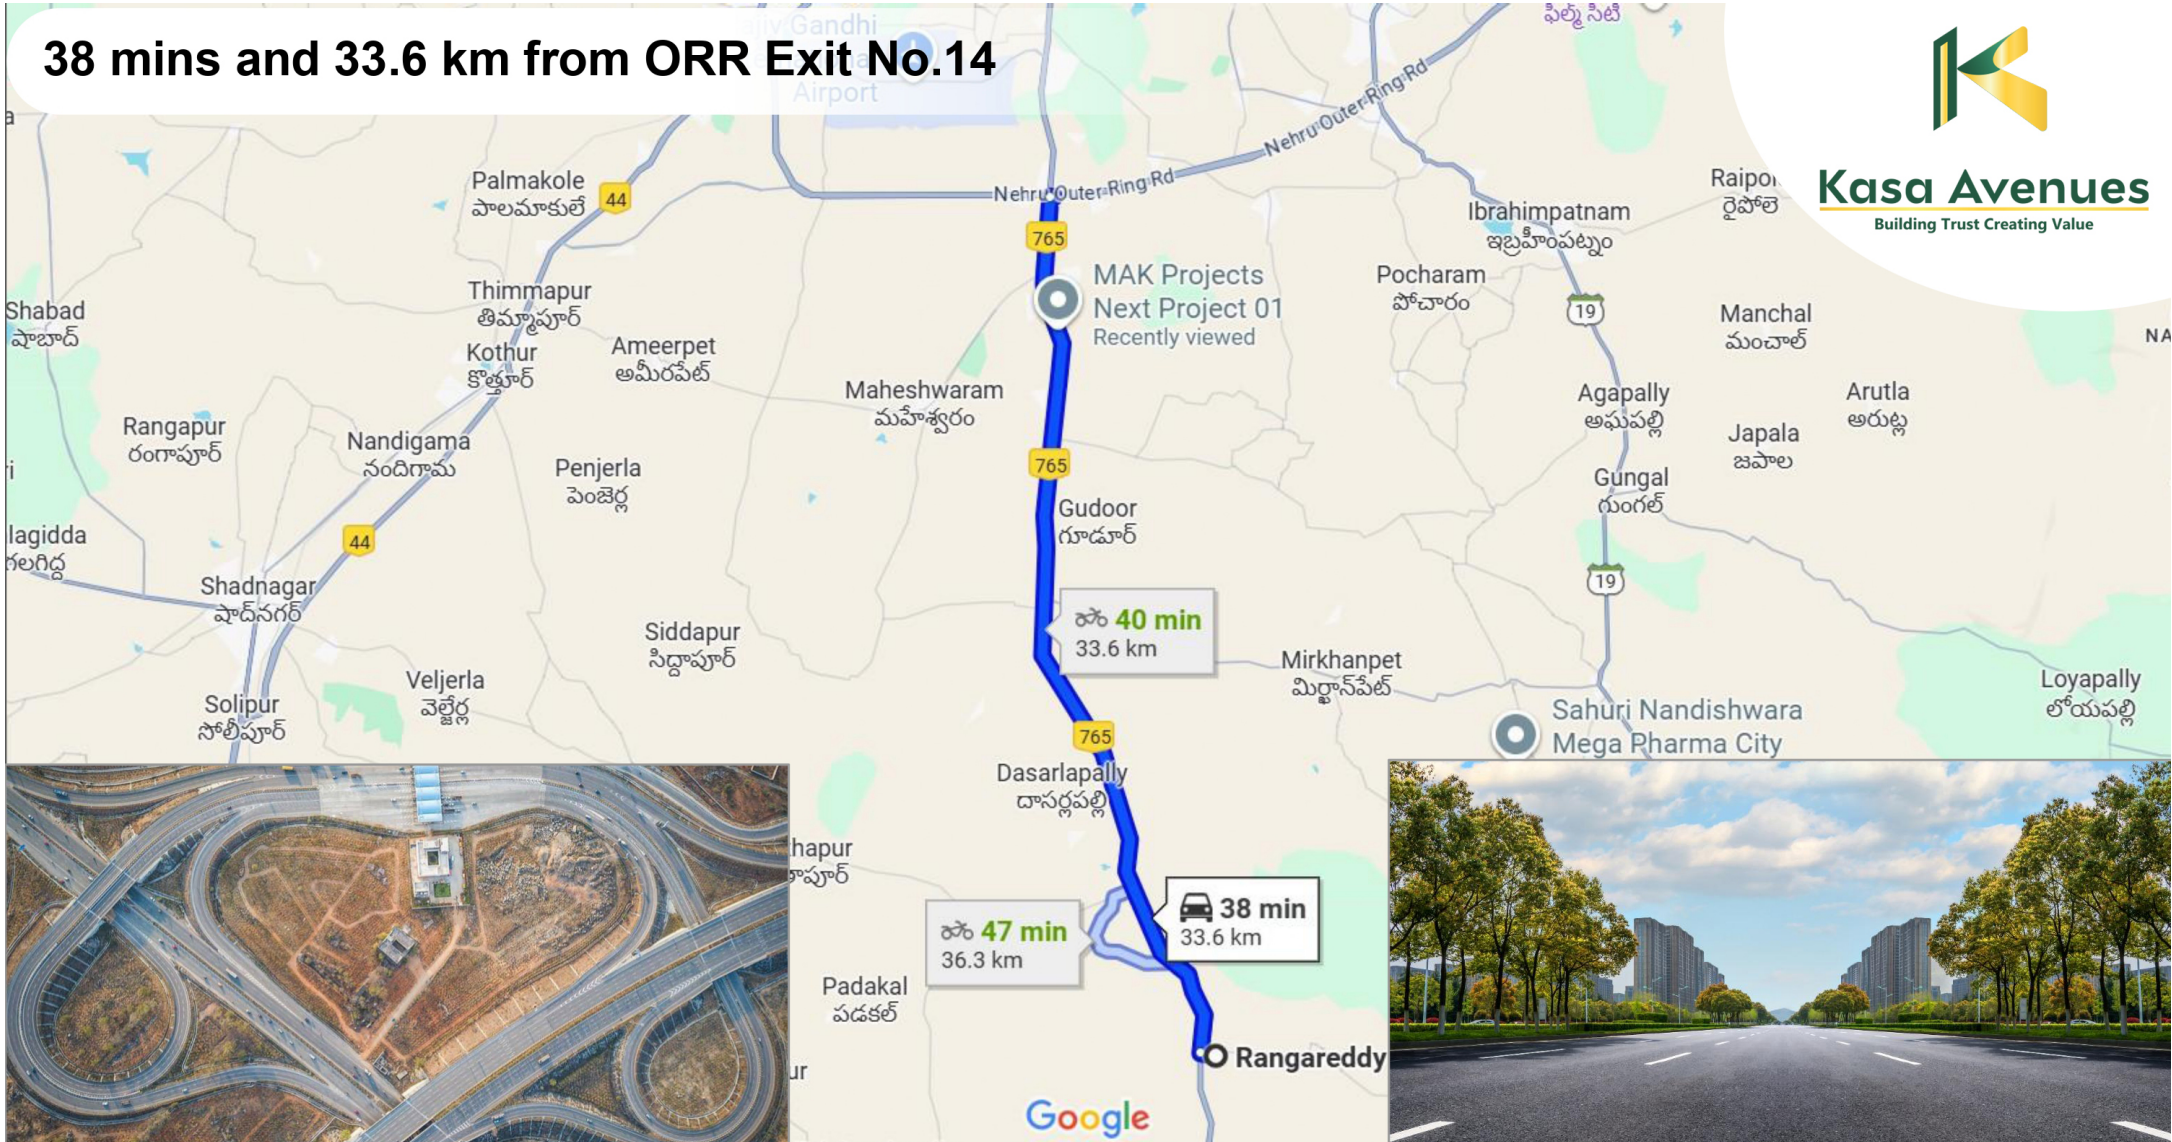 38 mins and 33.6 km from ORR Exit No.14
Gandhi
Airport
ఫిల్మ్ సిటీ
Kasa Avenues
Building Trust Creating Value
Nehru Outer Ring Rd
Nehru Outer Ring Rd
Palmakole
పాలమాకులే
44
765
Ibrahimpatnam
ఇబ్రహీంపట్నం
రైపోలె
MAK Projects
Next Project 01
Recently viewed
Pocharam
పోచారం
19
Manchal
మంచాల్
Shabad
షాబాద్
Thimmapur
తిమ్మాపూర్
Kothur
కొత్తూర్
Ameerpet
అమీరపేట్
Maheshwaram
మహేశ్వరం
Agapally
అఘపల్లి
Arutla
అరుట్ల
Rangapur
రంగాపూర్
Nandigama
నందిగామ
Penjerla
పెంజెర్ల
765
Japala
జపాల
Gungal
గుంగల్
Gudoor
గూడూర్
44
lagidda
గలగిద్ద
Shadnagar
షాద్‌నగర్
19
40 min
33.6 km
Siddapur
సిద్దాపూర్
Mirkhanpet
మిర్ఖాన్‌పేట్
Veljerla
వెల్జేర్ల
Solipur
సోలీపూర్
Loyapally
లోయపల్లి
Sahuri Nandishwara
Mega Pharma City
765
Dasarlapally
దాసర్లపల్లి
hapur
38 min
33.6 km
47 min
36.3 km
Padakal
పడకల్
Rangareddy
ur
Google